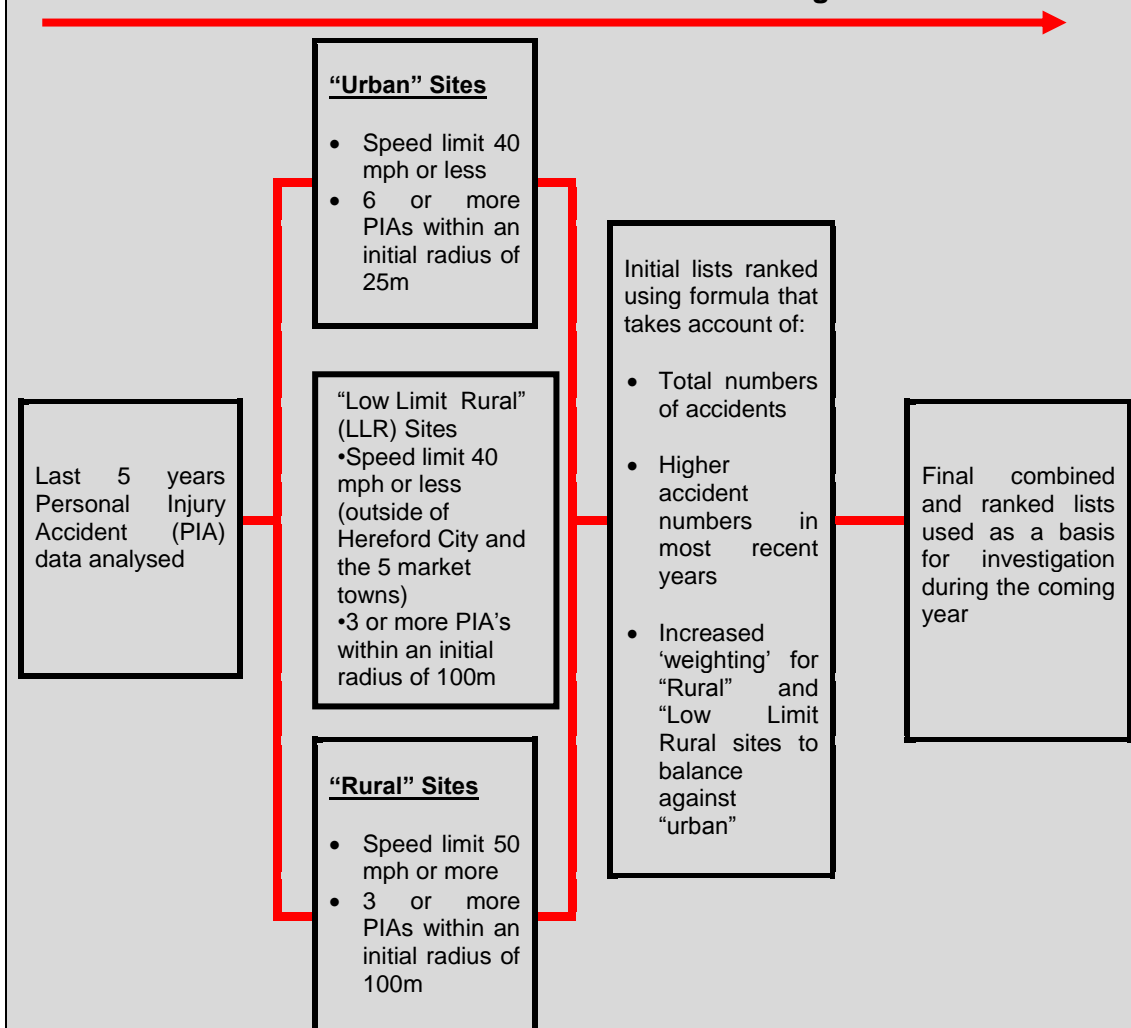 Last 5 years
Personal Injury
Accident (PIA)
data analysed
“Urban” Sites
• Speed limit 40
mph or less
• 6 or more
PIAs within an
initial radius of
25m
“Low Limit Rural”
(LLR) Sites
•Speed limit 40
mph or less
(outside of
Hereford City and
the 5 market
towns)
•3 or more PIA’s
within an initial
radius of 100m
“Rural” Sites
• Speed limit 50
mph or more
• 3 or more
PIAs within an
initial radius of
100m
Initial lists ranked
using formula that
takes account of:
• Total numbers
of accidents
• Higher
accident
numbers in
most recent
years
• Increased
‘weighting’ for
“Rural” and
“Low Limit
Rural sites to
balance
against
“urban”
Final combined
and ranked lists
used as a basis
for investigation
during the coming
year